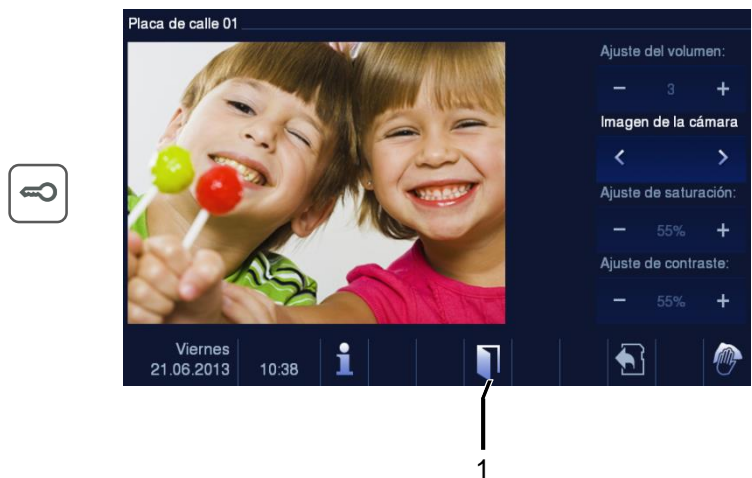 Placa de calle 01
Ajuste del volumen:
− 3 +
Imagen de la cámara
< >
Ajuste de saturación:
− 55% +
Ajuste de contraste:
− 55% +
Viernes
21.06.2013 10:38
1